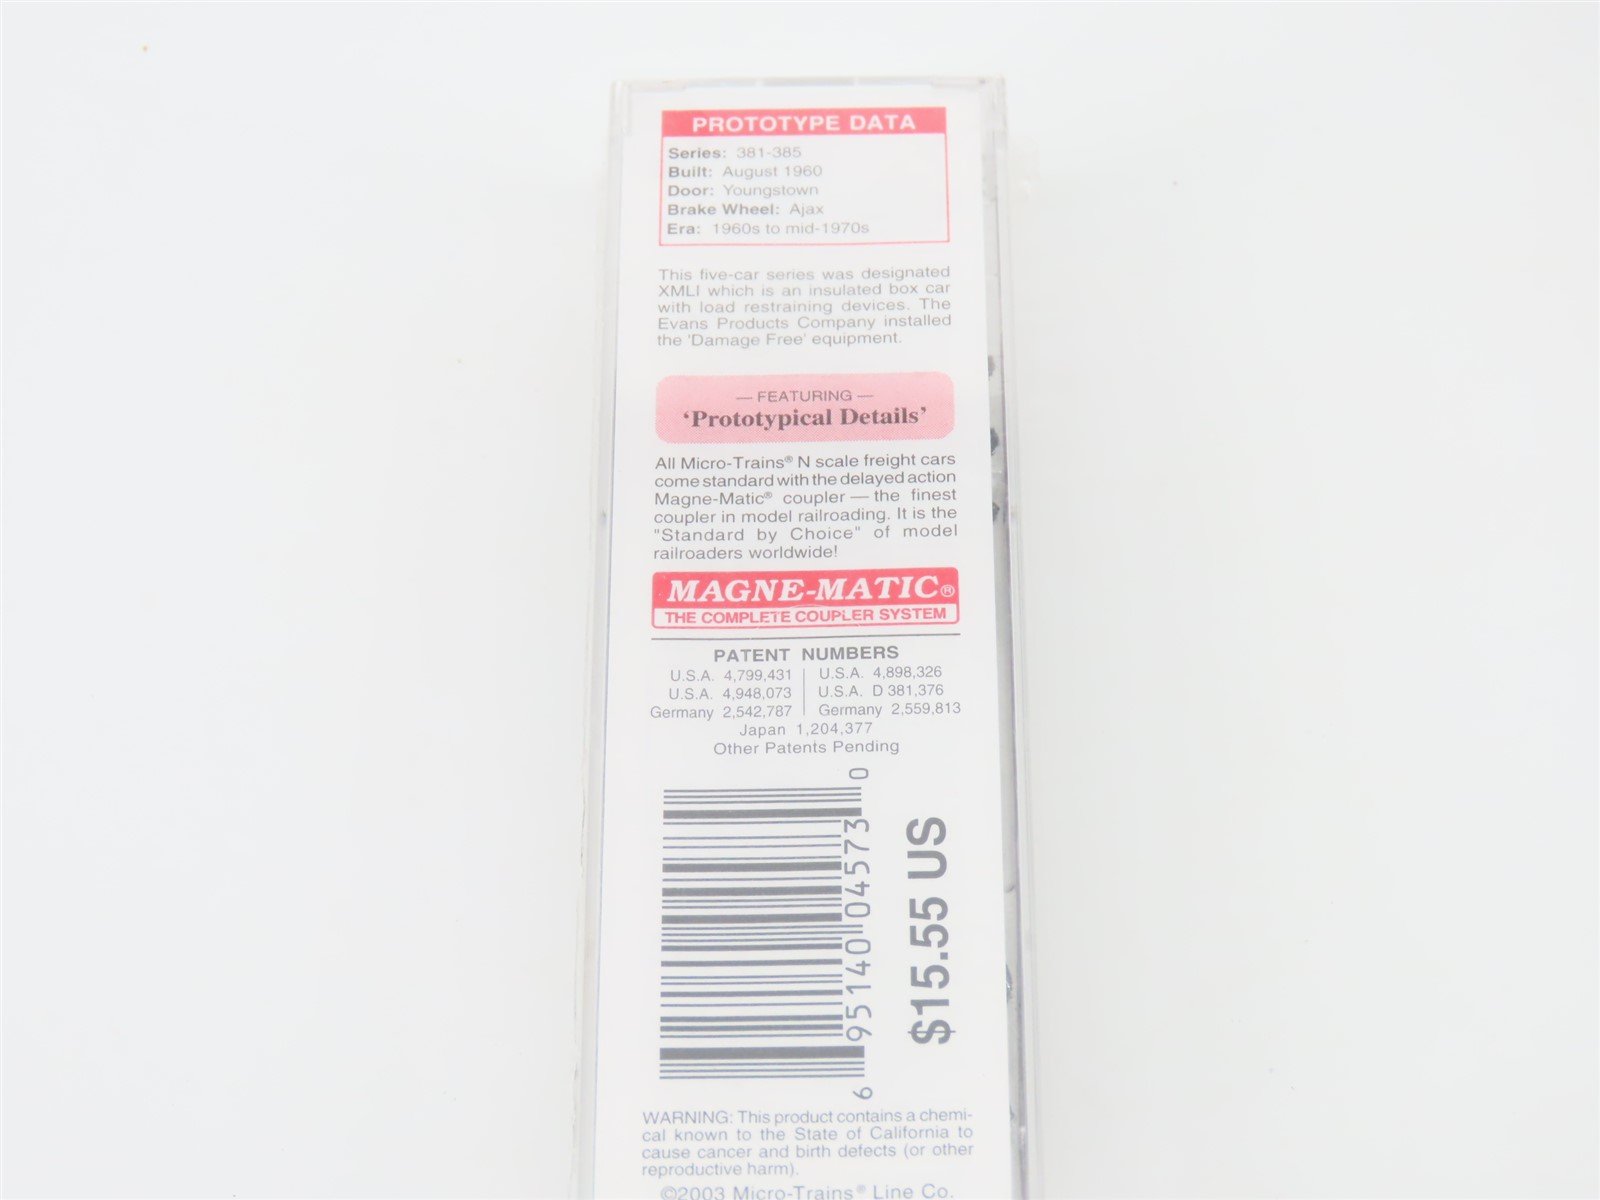 PROTOTYPE DATA
Series: 381-385
Built: August 1960
Door: Youngstown
Brake Wheel: Ajax
Era: 1960s to mid-1970s
This five-car series was designated
XMLI which is an insulated box car
with load restraining devices. The
Evans Products Company installed
the 'Damage Free' equipment.
— FEATURING —
‘Prototypical Details’
All Micro-Trains® N scale freight cars
come standard with the delayed action
Magne-Matic® coupler — the finest
coupler in model railroading. It is the
"Standard by Choice" of model
railroaders worldwide!
MAGNE-MATIC®
THE COMPLETE COUPLER SYSTEM
PATENT NUMBERS
U.S.A. 4,799,431 | U.S.A. 4,898,326
U.S.A. 4,948,073 | U.S.A. D 381,376
Germany 2,542,787 | Germany 2,559,813
Japan 1,204,377
Other Patents Pending
6 95140 04573 0
$15.55 US
WARNING: This product contains a chemi-
cal known to the State of California to
cause cancer and birth defects (or other
reproductive harm).
©2003 Micro-Trains® Line Co.